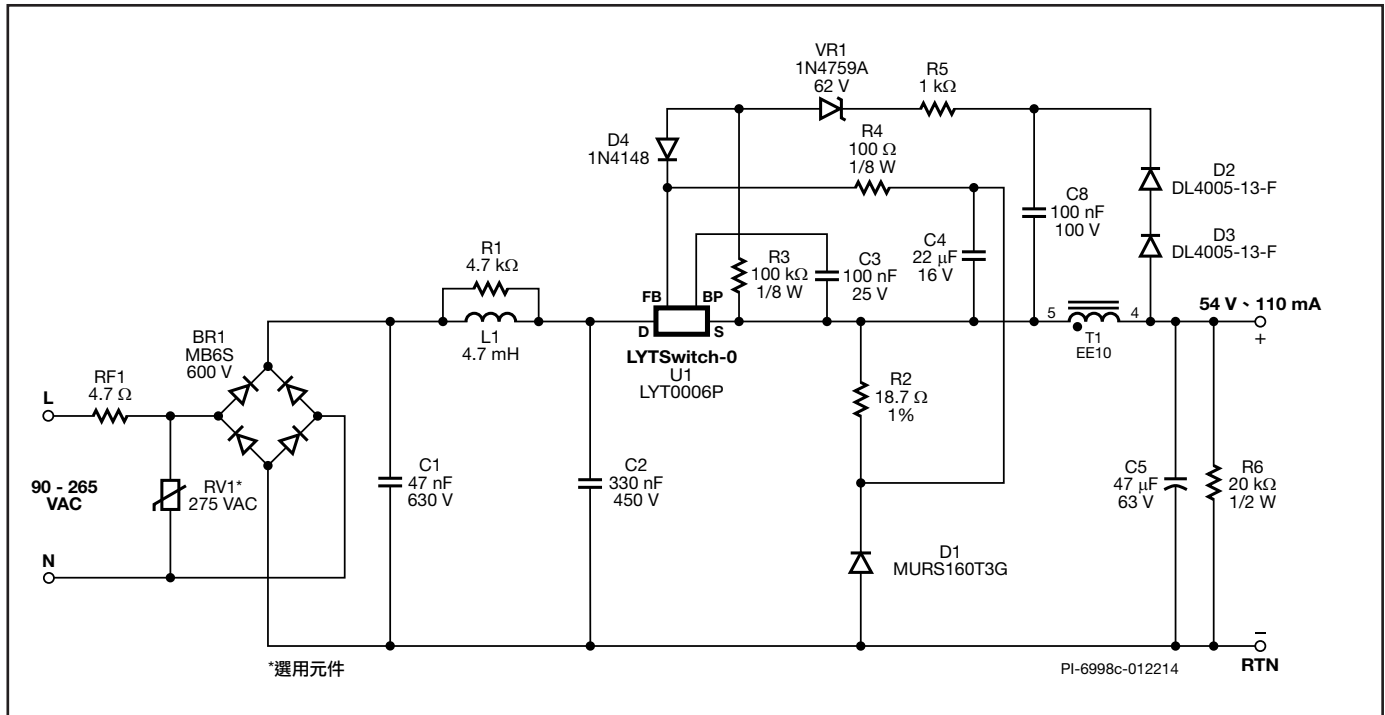 VR1
1N4759A
62 V
R5
1 kΩ
D4
1N4148
R4
100 Ω
1/8 W
D2
DL4005-13-F
C8
100 nF
100 V
D3
DL4005-13-F
R1
4.7 kΩ
L1
4.7 mH
FB
BP
D
S
R3
100 kΩ
1/8 W
C3
100 nF
25 V
C4
22 µF
16 V
LYTSwitch-0
U1
LYT0006P
5
4
T1
EE10
54 V、110 mA
+
BR1
MB6S
600 V
RF1
4.7 Ω
L
90 - 265
VAC
RV1*
275 VAC
N
C1
47 nF
630 V
C2
330 nF
450 V
R2
18.7 Ω
1%
D1
MURS160T3G
C5
47 µF
63 V
R6
20 kΩ
1/2 W
*選用元件
PI-6998c-012214
–
RTN